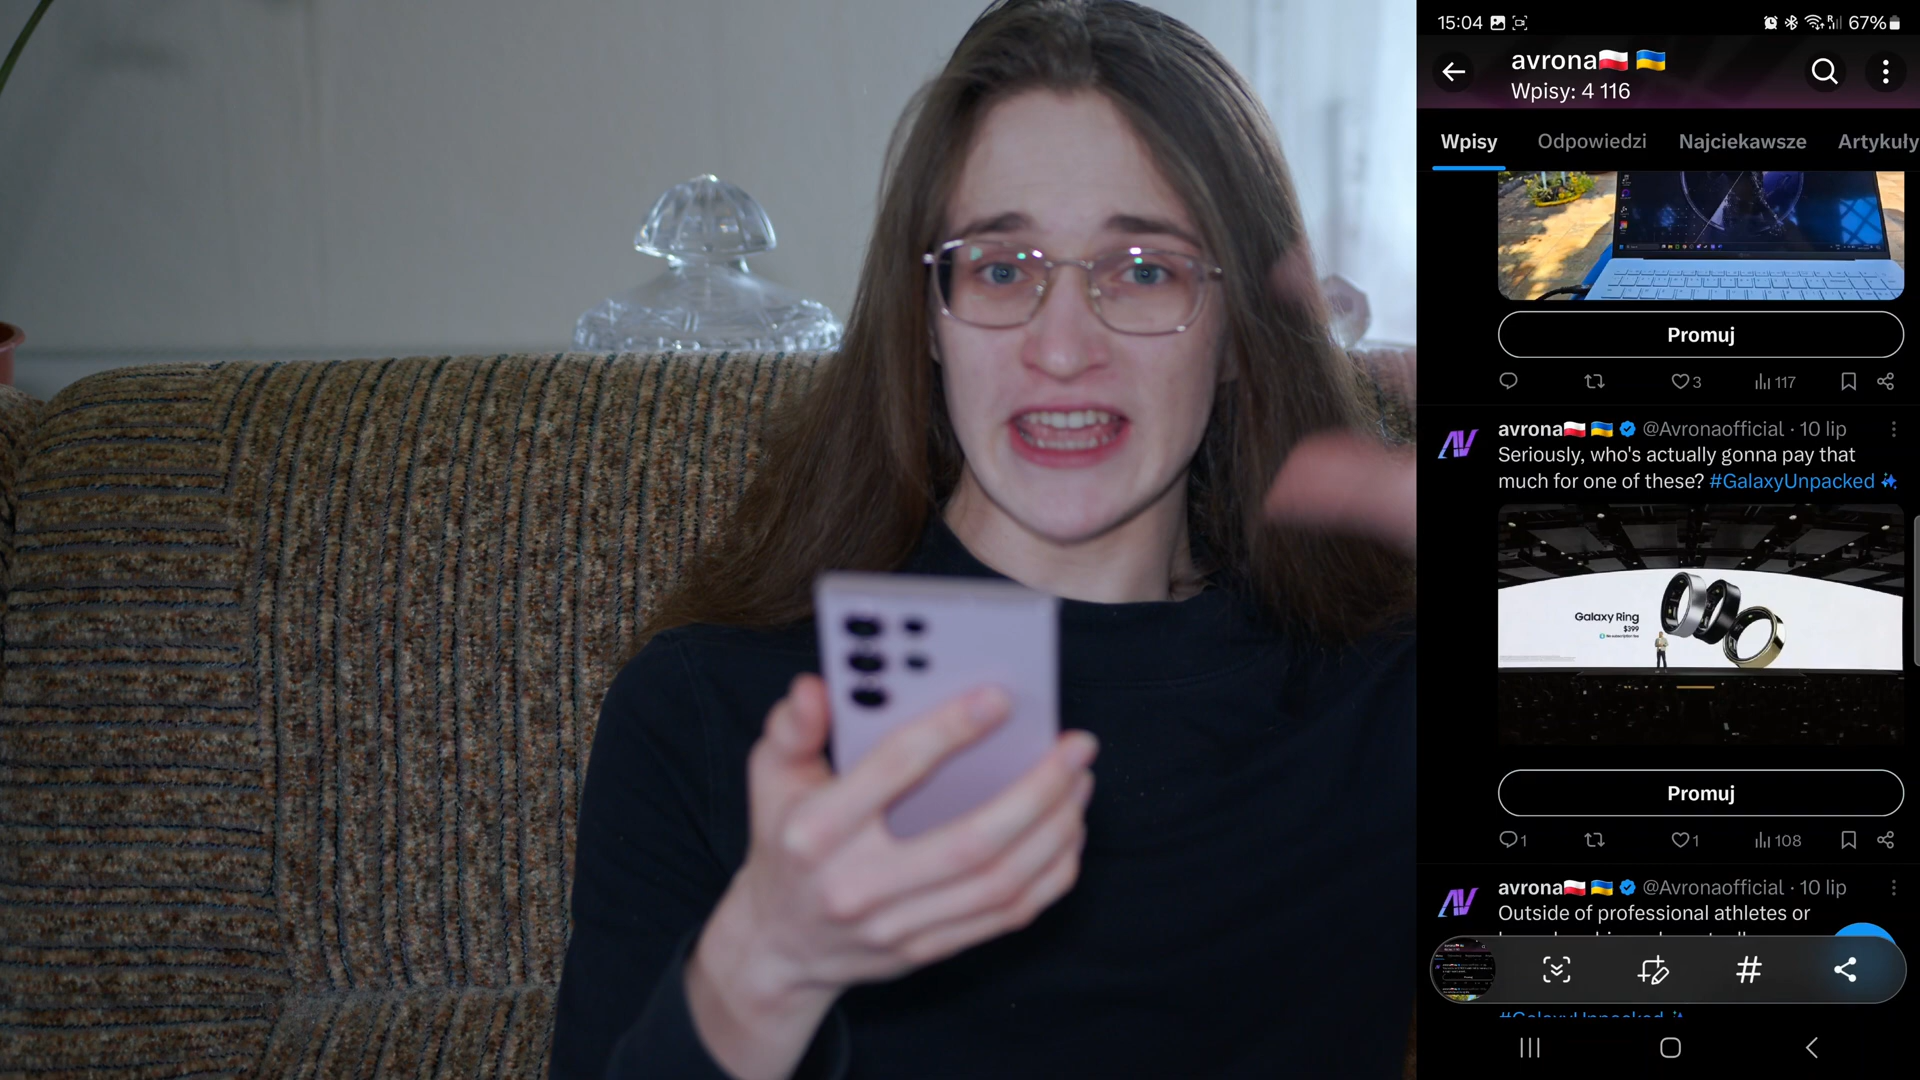 15:04 67%
avrona🇵🇱 🇺🇦
Wpisy: 4 116
Wpisy Odpowiedzi Najciekawsze Artykuły
Promuj
3 117
avrona🇵🇱 🇺🇦 @Avronaofficial · 10 lip
Seriously, who's actually gonna pay that
much for one of these? #GalaxyUnpacked
Galaxy Ring
$399
Promuj
1 1 108
avrona🇵🇱 🇺🇦 @Avronaofficial · 10 lip
Outside of professional athletes or
#GalaxyUnpacked